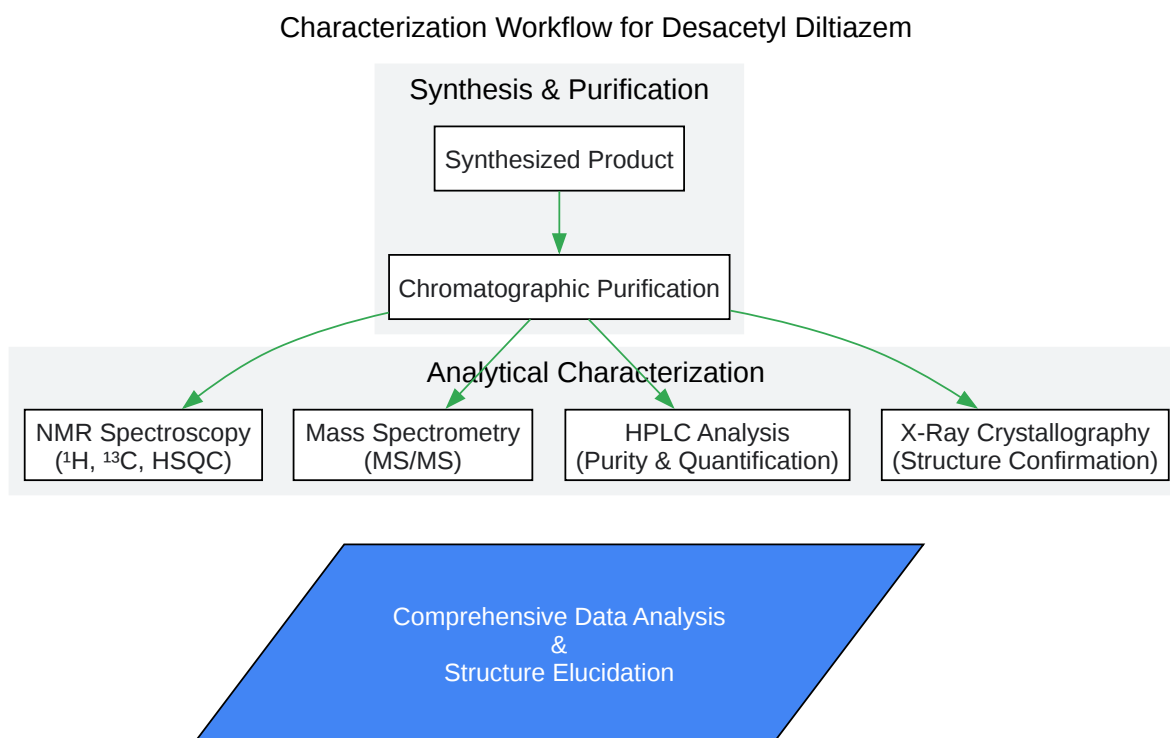 Characterization Workflow for Desacetyl Diltiazem
Synthesis & Purification
Synthesized Product
Chromatographic Purification
Analytical Characterization
NMR Spectroscopy
(¹H, ¹³C, HSQC)
Mass Spectrometry
(MS/MS)
HPLC Analysis
(Purity & Quantification)
X-Ray Crystallography
(Structure Confirmation)
Comprehensive Data Analysis
&
Structure Elucidation